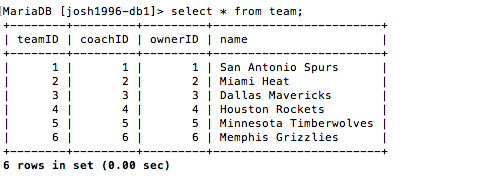 MariaDB [josh1996-db1]> select * from team;
+--------+---------+---------+------------------------+
| teamID | coachID | ownerID | name                   |
+--------+---------+---------+------------------------+
|      1 |       1 |       1 | San Antonio Spurs      |
|      2 |       2 |       2 | Miami Heat             |
|      3 |       3 |       3 | Dallas Mavericks       |
|      4 |       4 |       4 | Houston Rockets        |
|      5 |       5 |       5 | Minnesota Timberwolves |
|      6 |       6 |       6 | Memphis Grizzlies      |
+--------+---------+---------+------------------------+
6 rows in set (0.00 sec)